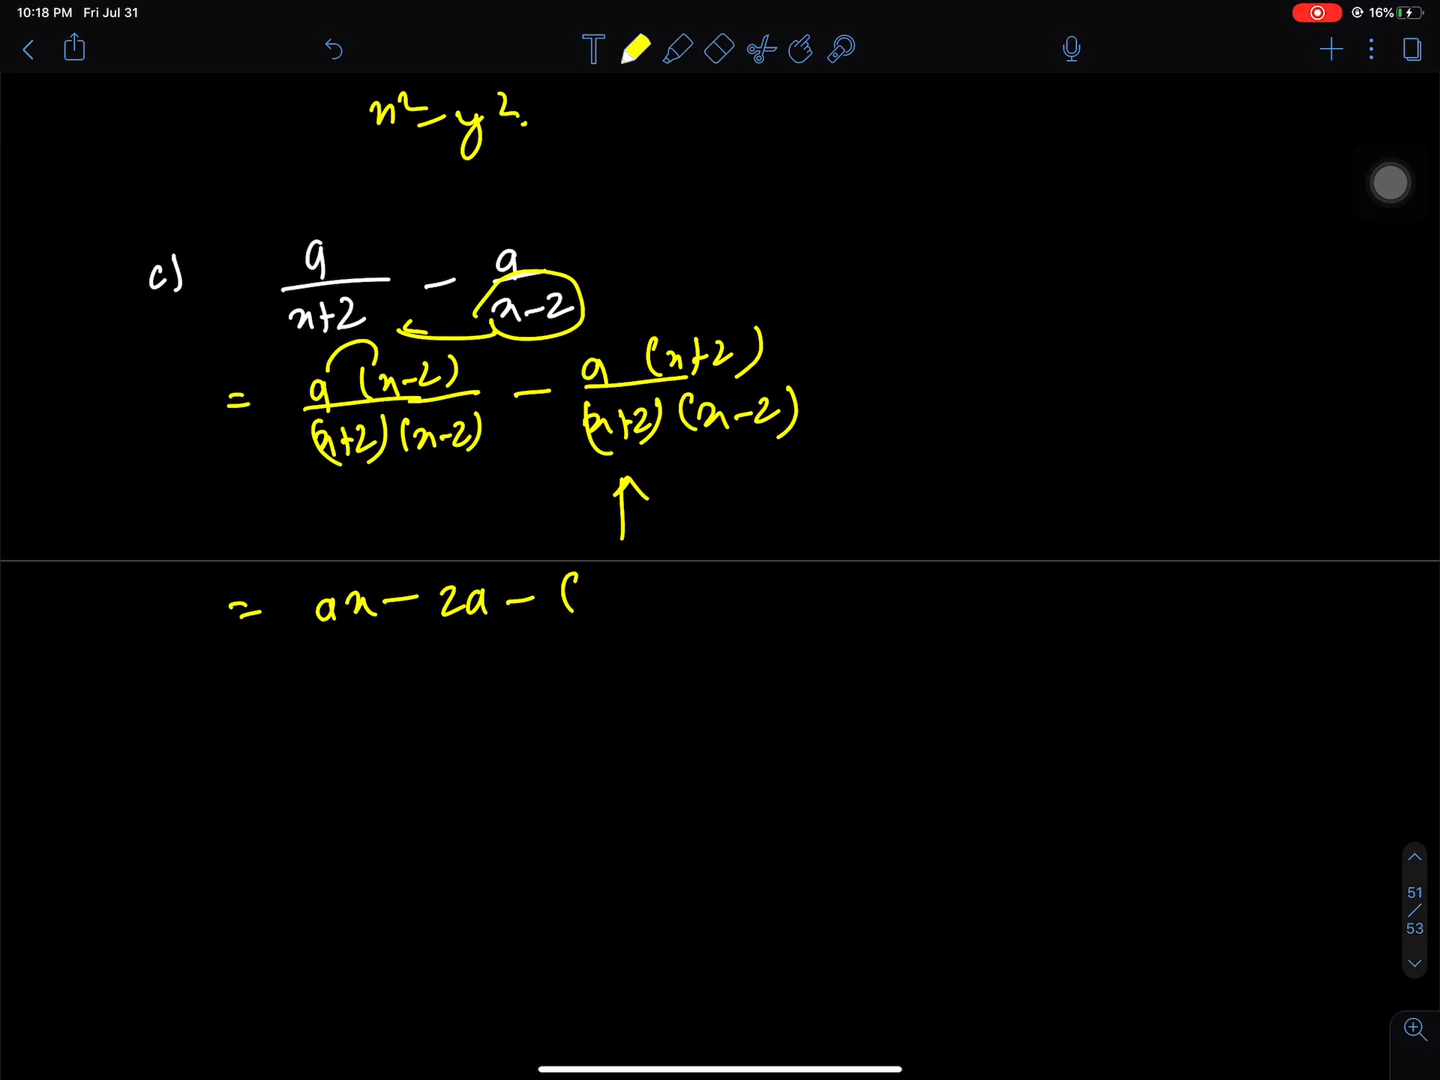 10:18 PM Fri Jul 31 16%
x² - y².
c) a/(x+2) - a/(x-2)
= a (x-2)/(x+2)(x-2) - a (x+2)/(x+2)(x-2)
= ax - 2a - (
51
/
53